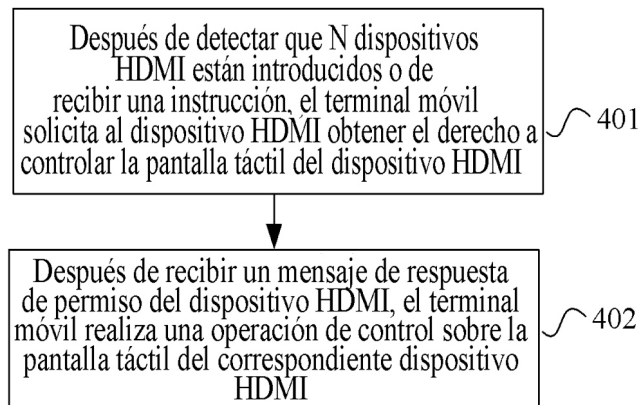 Después de detectar que N dispositivos
HDMI están introducidos o de
recibir una instrucción, el terminal móvil
solicita al dispositivo HDMI obtener el derecho a
controlar la pantalla táctil del dispositivo HDMI
401
Después de recibir un mensaje de respuesta
de permiso del dispositivo HDMI, el terminal
móvil realiza una operación de control sobre la
pantalla táctil del correspondiente dispositivo
HDMI
402